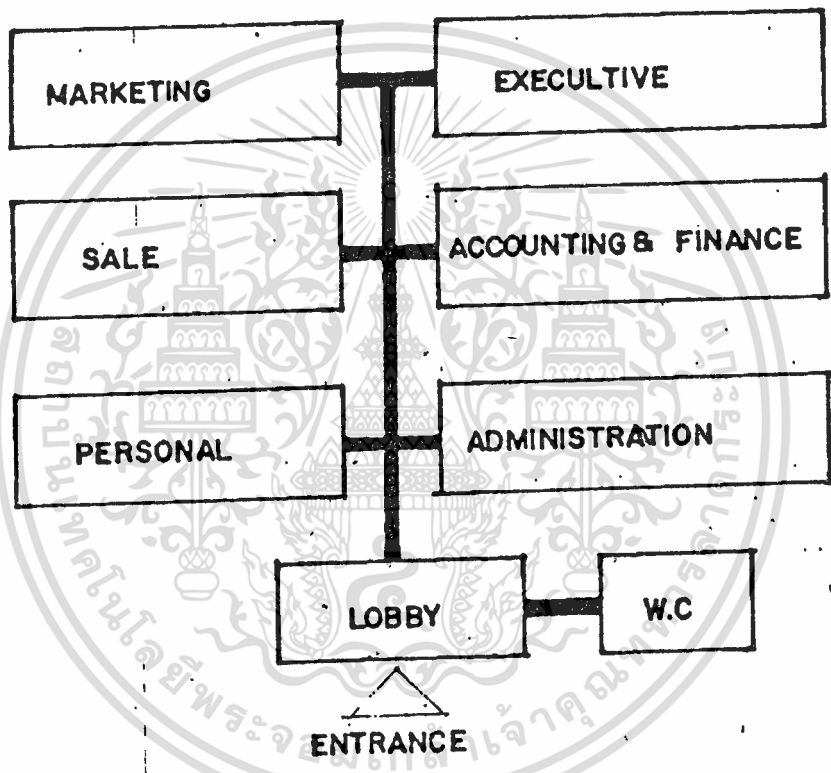 MARKETING
EXECULTIVE
SALE
ACCOUNTING & FINANCE
PERSONAL
ADMINISTRATION
LOBBY
W.C
ENTRANCE